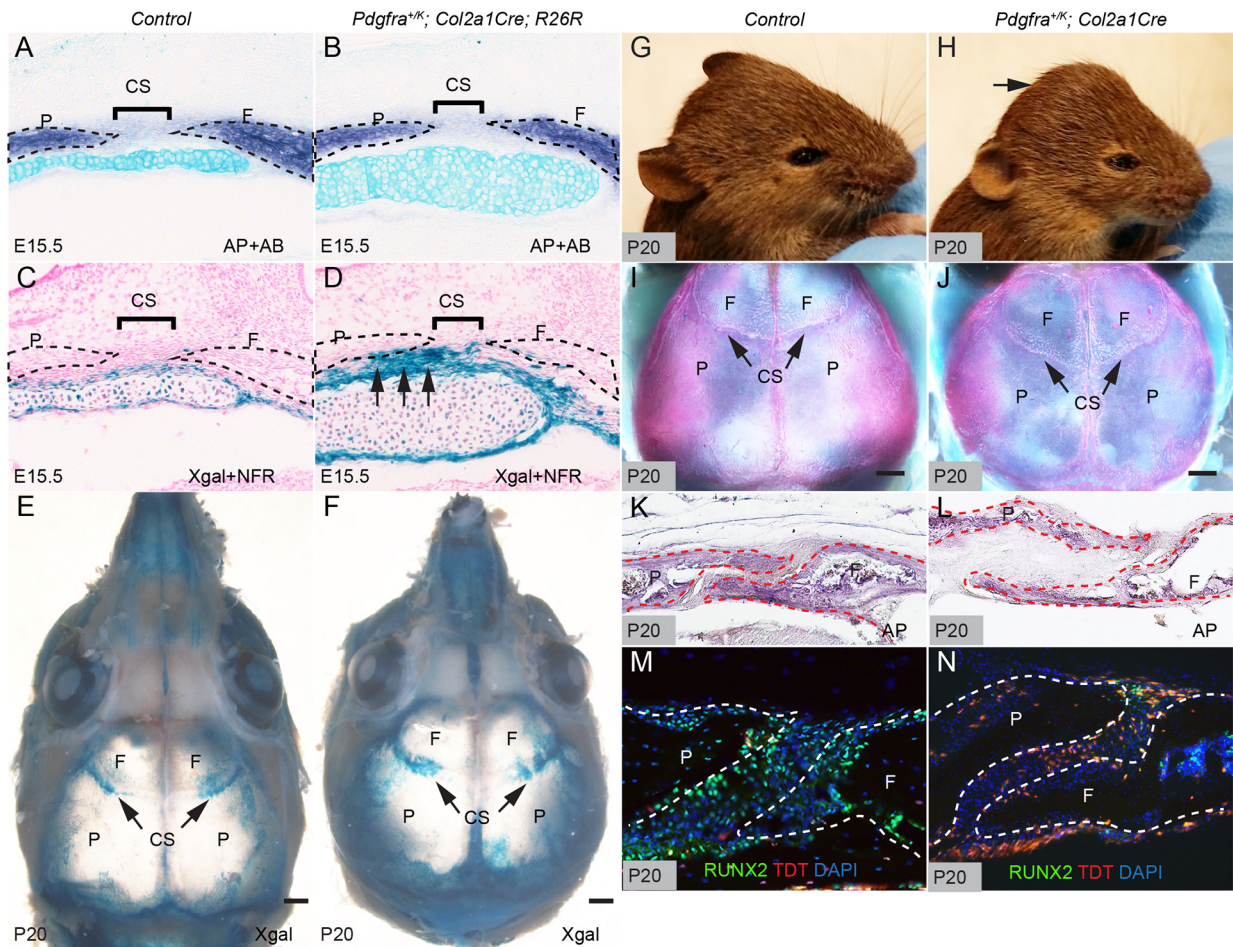 Control
Pdgfra+/K; Col2a1Cre; R26R
Control
Pdgfra+/K; Col2a1Cre
A
CS
P
F
E15.5
AP+AB
B
CS
P
F
E15.5
AP+AB
G
P20
H
P20
C
CS
P
F
E15.5
Xgal+NFR
D
CS
P
F
E15.5
Xgal+NFR
I
F
F
P
CS
P
P20
J
F
F
P
CS
P
P20
E
F
F
P
CS
P
P20
Xgal
F
F
F
P
CS
P
P20
Xgal
K
P
F
P20
AP
L
P
F
P20
AP
M
P
F
RUNX2 TDT DAPI
P20
N
P
F
RUNX2 TDT DAPI
P20